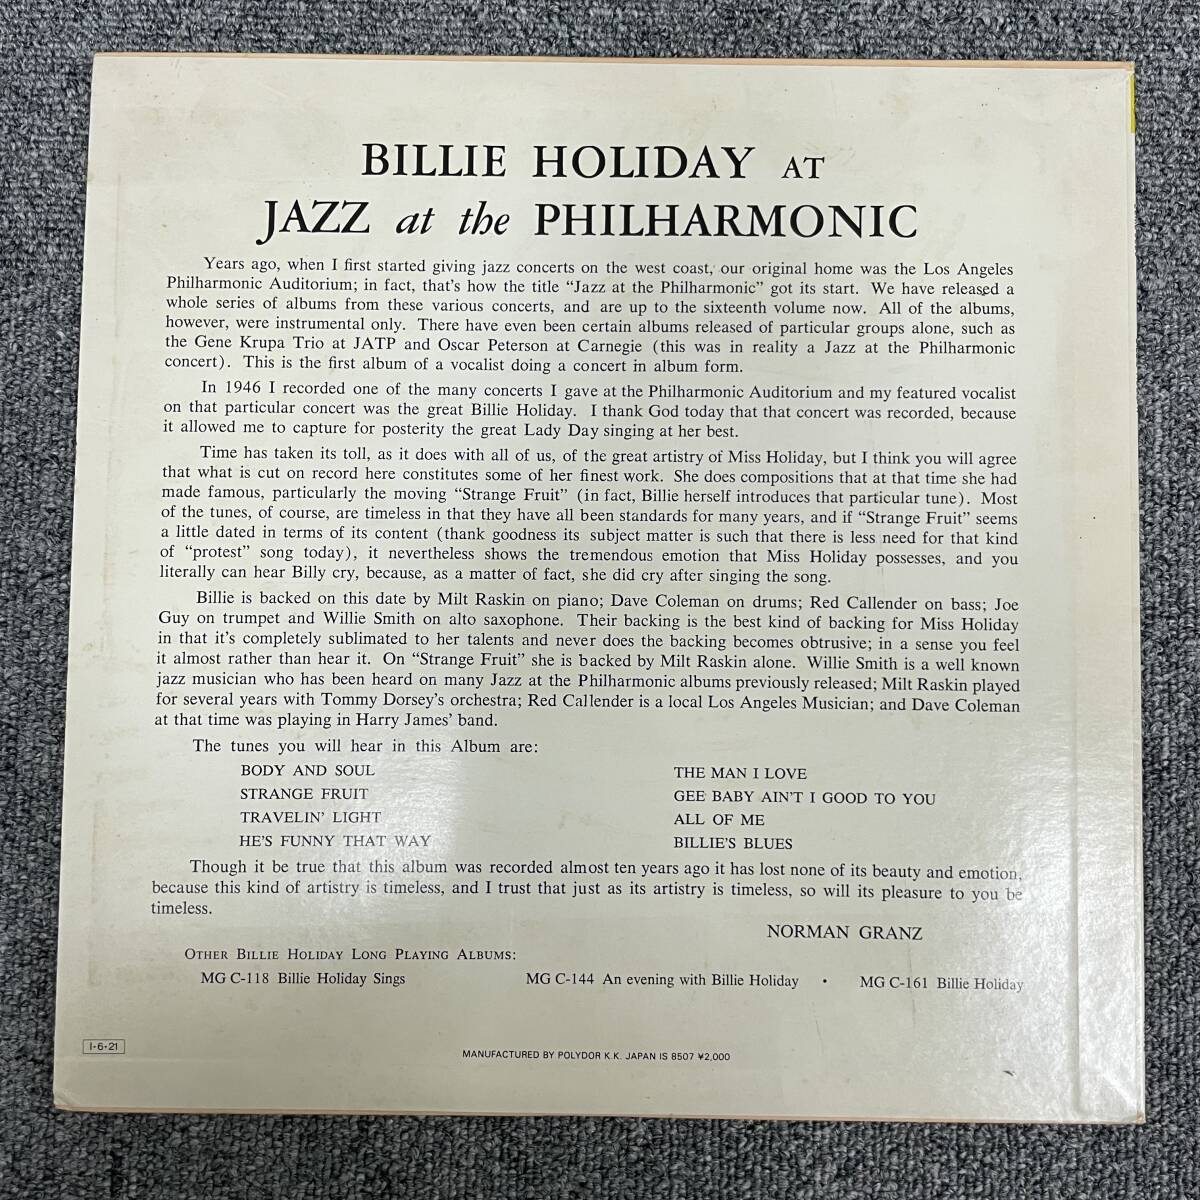 BILLIE HOLIDAY AT
JAZZ at the PHILHARMONIC
Years ago, when I first started giving jazz concerts on the west coast, our original home was the Los Angeles
Philharmonic Auditorium; in fact, that's how the title “Jazz at the Philharmonic” got its start. We have released a
whole series of albums from these various concerts, and are up to the sixteenth volume now. All of the albums,
however, were instrumental only. There have even been certain albums released of particular groups alone, such as
the Gene Krupa Trio at JATP and Oscar Peterson at Carnegie (this was in reality a Jazz at the Philharmonic
concert). This is the first album of a vocalist doing a concert in album form.
In 1946 I recorded one of the many concerts I gave at the Philharmonic Auditorium and my featured vocalist
on that particular concert was the great Billie Holiday. I thank God today that that concert was recorded, because
it allowed me to capture for posterity the great Lady Day singing at her best.
Time has taken its toll, as it does with all of us, of the great artistry of Miss Holiday, but I think you will agree
that what is cut on record here constitutes some of her finest work. She does compositions that at that time she had
made famous, particularly the moving “Strange Fruit” (in fact, Billie herself introduces that particular tune). Most
of the tunes, of course, are timeless in that they have all been standards for many years, and if “Strange Fruit” seems
a little dated in terms of its content (thank goodness its subject matter is such that there is less need for that kind
of “protest” song today), it nevertheless shows the tremendous emotion that Miss Holiday possesses, and you
literally can hear Billy cry, because, as a matter of fact, she did cry after singing the song.
Billie is backed on this date by Milt Raskin on piano; Dave Coleman on drums; Red Callender on bass; Joe
Guy on trumpet and Willie Smith on alto saxophone. Their backing is the best kind of backing for Miss Holiday
in that it's completely sublimated to her talents and never does the backing becomes obtrusive; in a sense you feel
it almost rather than hear it. On “Strange Fruit” she is backed by Milt Raskin alone. Willie Smith is a well known
jazz musician who has been heard on many Jazz at the Philharmonic albums previously released; Milt Raskin played
for several years with Tommy Dorsey's orchestra; Red Callender is a local Los Angeles Musician; and Dave Coleman
at that time was playing in Harry James' band.
The tunes you will hear in this Album are:
BODY AND SOUL
STRANGE FRUIT
TRAVELIN' LIGHT
HE'S FUNNY THAT WAY
THE MAN I LOVE
GEE BABY AIN'T I GOOD TO YOU
ALL OF ME
BILLIE'S BLUES
Though it be true that this album was recorded almost ten years ago it has lost none of its beauty and emotion,
because this kind of artistry is timeless, and I trust that just as its artistry is timeless, so will its pleasure to you be
timeless.
NORMAN GRANZ
OTHER BILLIE HOLIDAY LONG PLAYING ALBUMS:
MG C-118 Billie Holiday Sings MG C-144 An evening with Billie Holiday • MG C-161 Billie Holiday
I•6•21
MANUFACTURED BY POLYDOR K.K. JAPAN IS 8507 ¥2,000